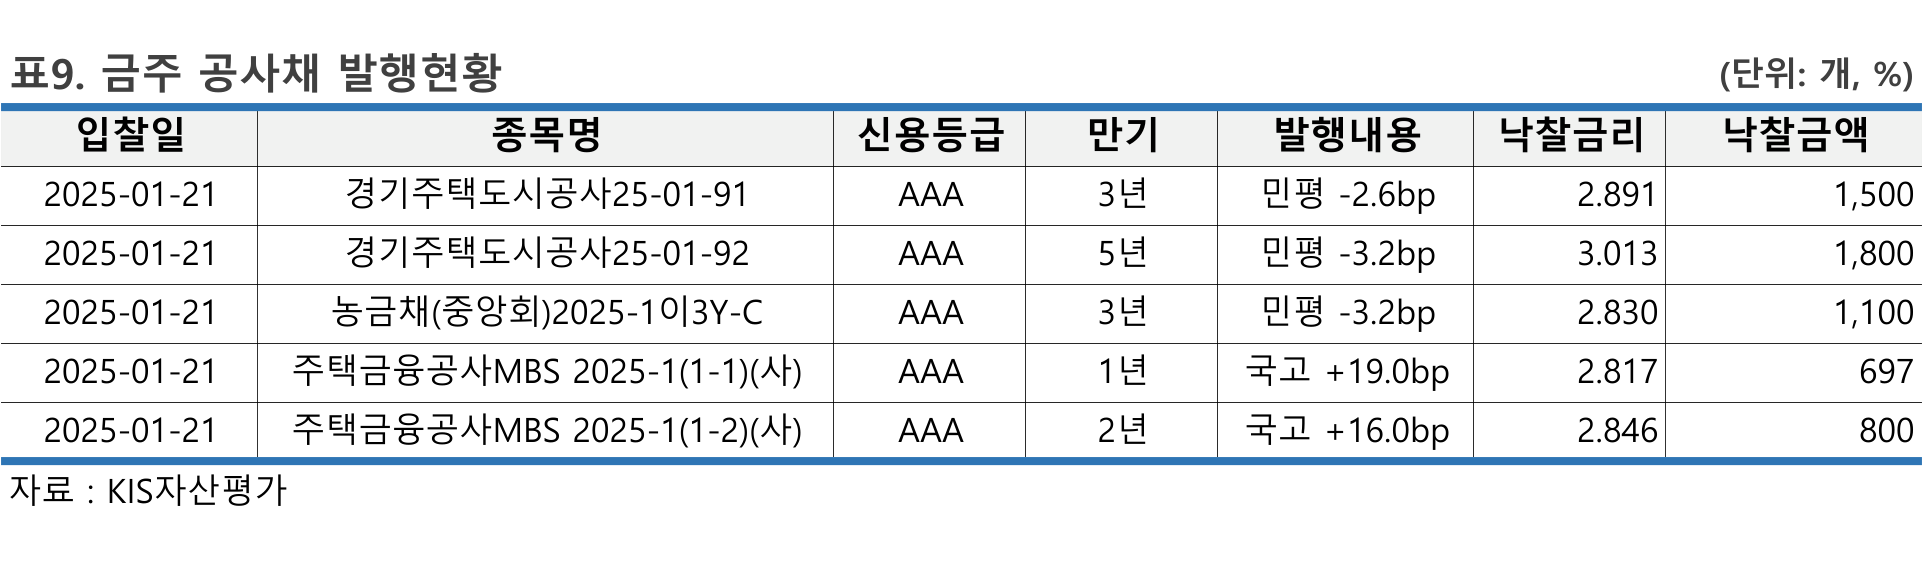 표9. 금주 공사채 발행현황 (단위: 개, %)
입찰일 종목명 신용등급 만기 발행내용 낙찰금리 낙찰금액
2025-01-21 경기주택도시공사25-01-91 AAA 3년 민평 -2.6bp 2.891 1,500
2025-01-21 경기주택도시공사25-01-92 AAA 5년 민평 -3.2bp 3.013 1,800
2025-01-21 농금채(중앙회)2025-1이3Y-C AAA 3년 민평 -3.2bp 2.830 1,100
2025-01-21 주택금융공사MBS 2025-1(1-1)(사) AAA 1년 국고 +19.0bp 2.817 697
2025-01-21 주택금융공사MBS 2025-1(1-2)(사) AAA 2년 국고 +16.0bp 2.846 800
자료 : KIS자산평가